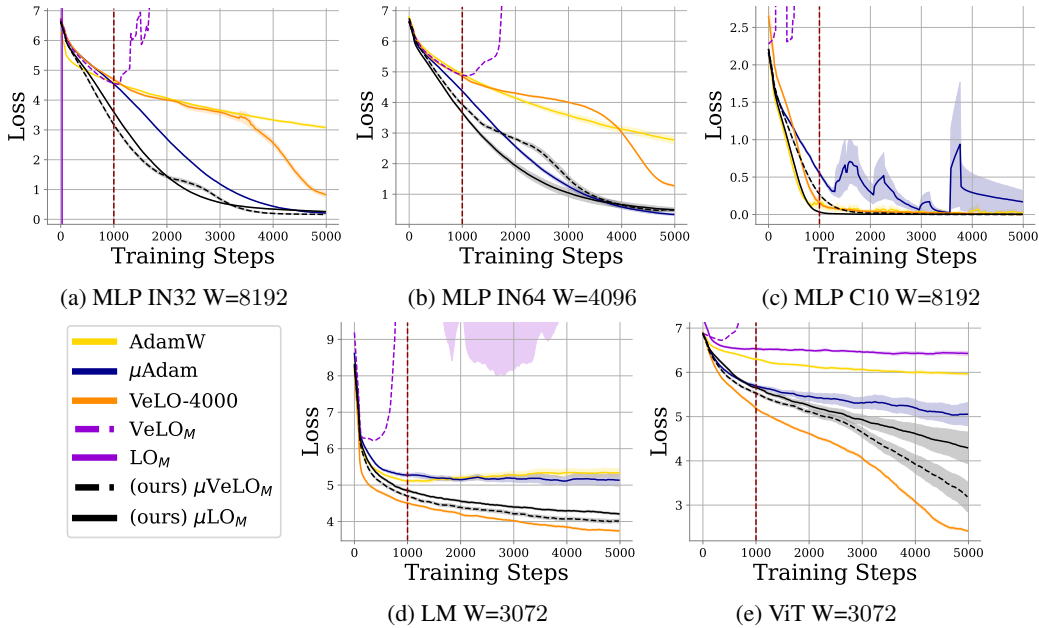 7
6
5
4
3
2
1
0
Loss
0 1000 2000 3000 4000 5000
Training Steps
(a) MLP IN32 W=8192
7
6
5
4
3
2
1
Loss
0 1000 2000 3000 4000 5000
Training Steps
(b) MLP IN64 W=4096
2.5
2.0
1.5
1.0
0.5
0.0
Loss
0 1000 2000 3000 4000 5000
Training Steps
(c) MLP C10 W=8192
AdamW
μAdam
VeLO-4000
VeLO_M
LO_M
(ours) μVeLO_M
(ours) μLO_M
9
8
7
6
5
4
Loss
0 1000 2000 3000 4000 5000
Training Steps
(d) LM W=3072
7
6
5
4
3
Loss
0 1000 2000 3000 4000 5000
Training Steps
(e) ViT W=3072